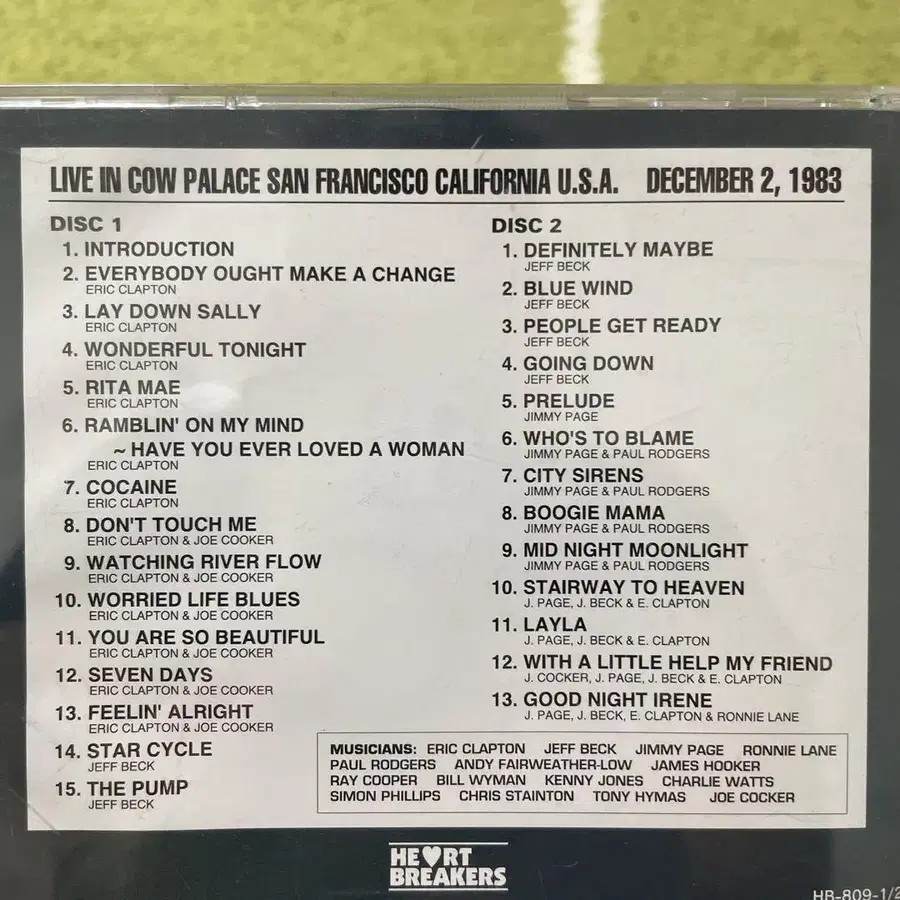 LIVE IN COW PALACE SAN FRANCISCO CALIFORNIA U.S.A. DECEMBER 2, 1983
DISC 1
1. INTRODUCTION
2. EVERYBODY OUGHT MAKE A CHANGE
ERIC CLAPTON
3. LAY DOWN SALLY
ERIC CLAPTON
4. WONDERFUL TONIGHT
ERIC CLAPTON
5. RITA MAE
ERIC CLAPTON
6. RAMBLIN' ON MY MIND
~ HAVE YOU EVER LOVED A WOMAN
ERIC CLAPTON
7. COCAINE
ERIC CLAPTON
8. DON'T TOUCH ME
ERIC CLAPTON & JOE COOKER
9. WATCHING RIVER FLOW
ERIC CLAPTON & JOE COOKER
10. WORRIED LIFE BLUES
ERIC CLAPTON & JOE COOKER
11. YOU ARE SO BEAUTIFUL
ERIC CLAPTON & JOE COOKER
12. SEVEN DAYS
ERIC CLAPTON & JOE COOKER
13. FEELIN' ALRIGHT
ERIC CLAPTON & JOE COOKER
14. STAR CYCLE
JEFF BECK
15. THE PUMP
JEFF BECK
DISC 2
1. DEFINITELY MAYBE
JEFF BECK
2. BLUE WIND
JEFF BECK
3. PEOPLE GET READY
JEFF BECK
4. GOING DOWN
JEFF BECK
5. PRELUDE
JIMMY PAGE
6. WHO'S TO BLAME
JIMMY PAGE & PAUL RODGERS
7. CITY SIRENS
JIMMY PAGE & PAUL RODGERS
8. BOOGIE MAMA
JIMMY PAGE & PAUL RODGERS
9. MID NIGHT MOONLIGHT
JIMMY PAGE & PAUL RODGERS
10. STAIRWAY TO HEAVEN
J. PAGE, J. BECK & E. CLAPTON
11. LAYLA
J. PAGE, J. BECK & E. CLAPTON
12. WITH A LITTLE HELP MY FRIEND
J. COCKER, J. PAGE, J. BECK & E. CLAPTON
13. GOOD NIGHT IRENE
J. PAGE, J. BECK, E. CLAPTON & RONNIE LANE
MUSICIANS: ERIC CLAPTON JEFF BECK JIMMY PAGE RONNIE LANE
PAUL RODGERS ANDY FAIRWEATHER-LOW JAMES HOOKER
RAY COOPER BILL WYMAN KENNY JONES CHARLIE WATTS
SIMON PHILLIPS CHRIS STAINTON TONY HYMAS JOE COCKER
HE♥RT
BREAKERS
HB-809-1/2